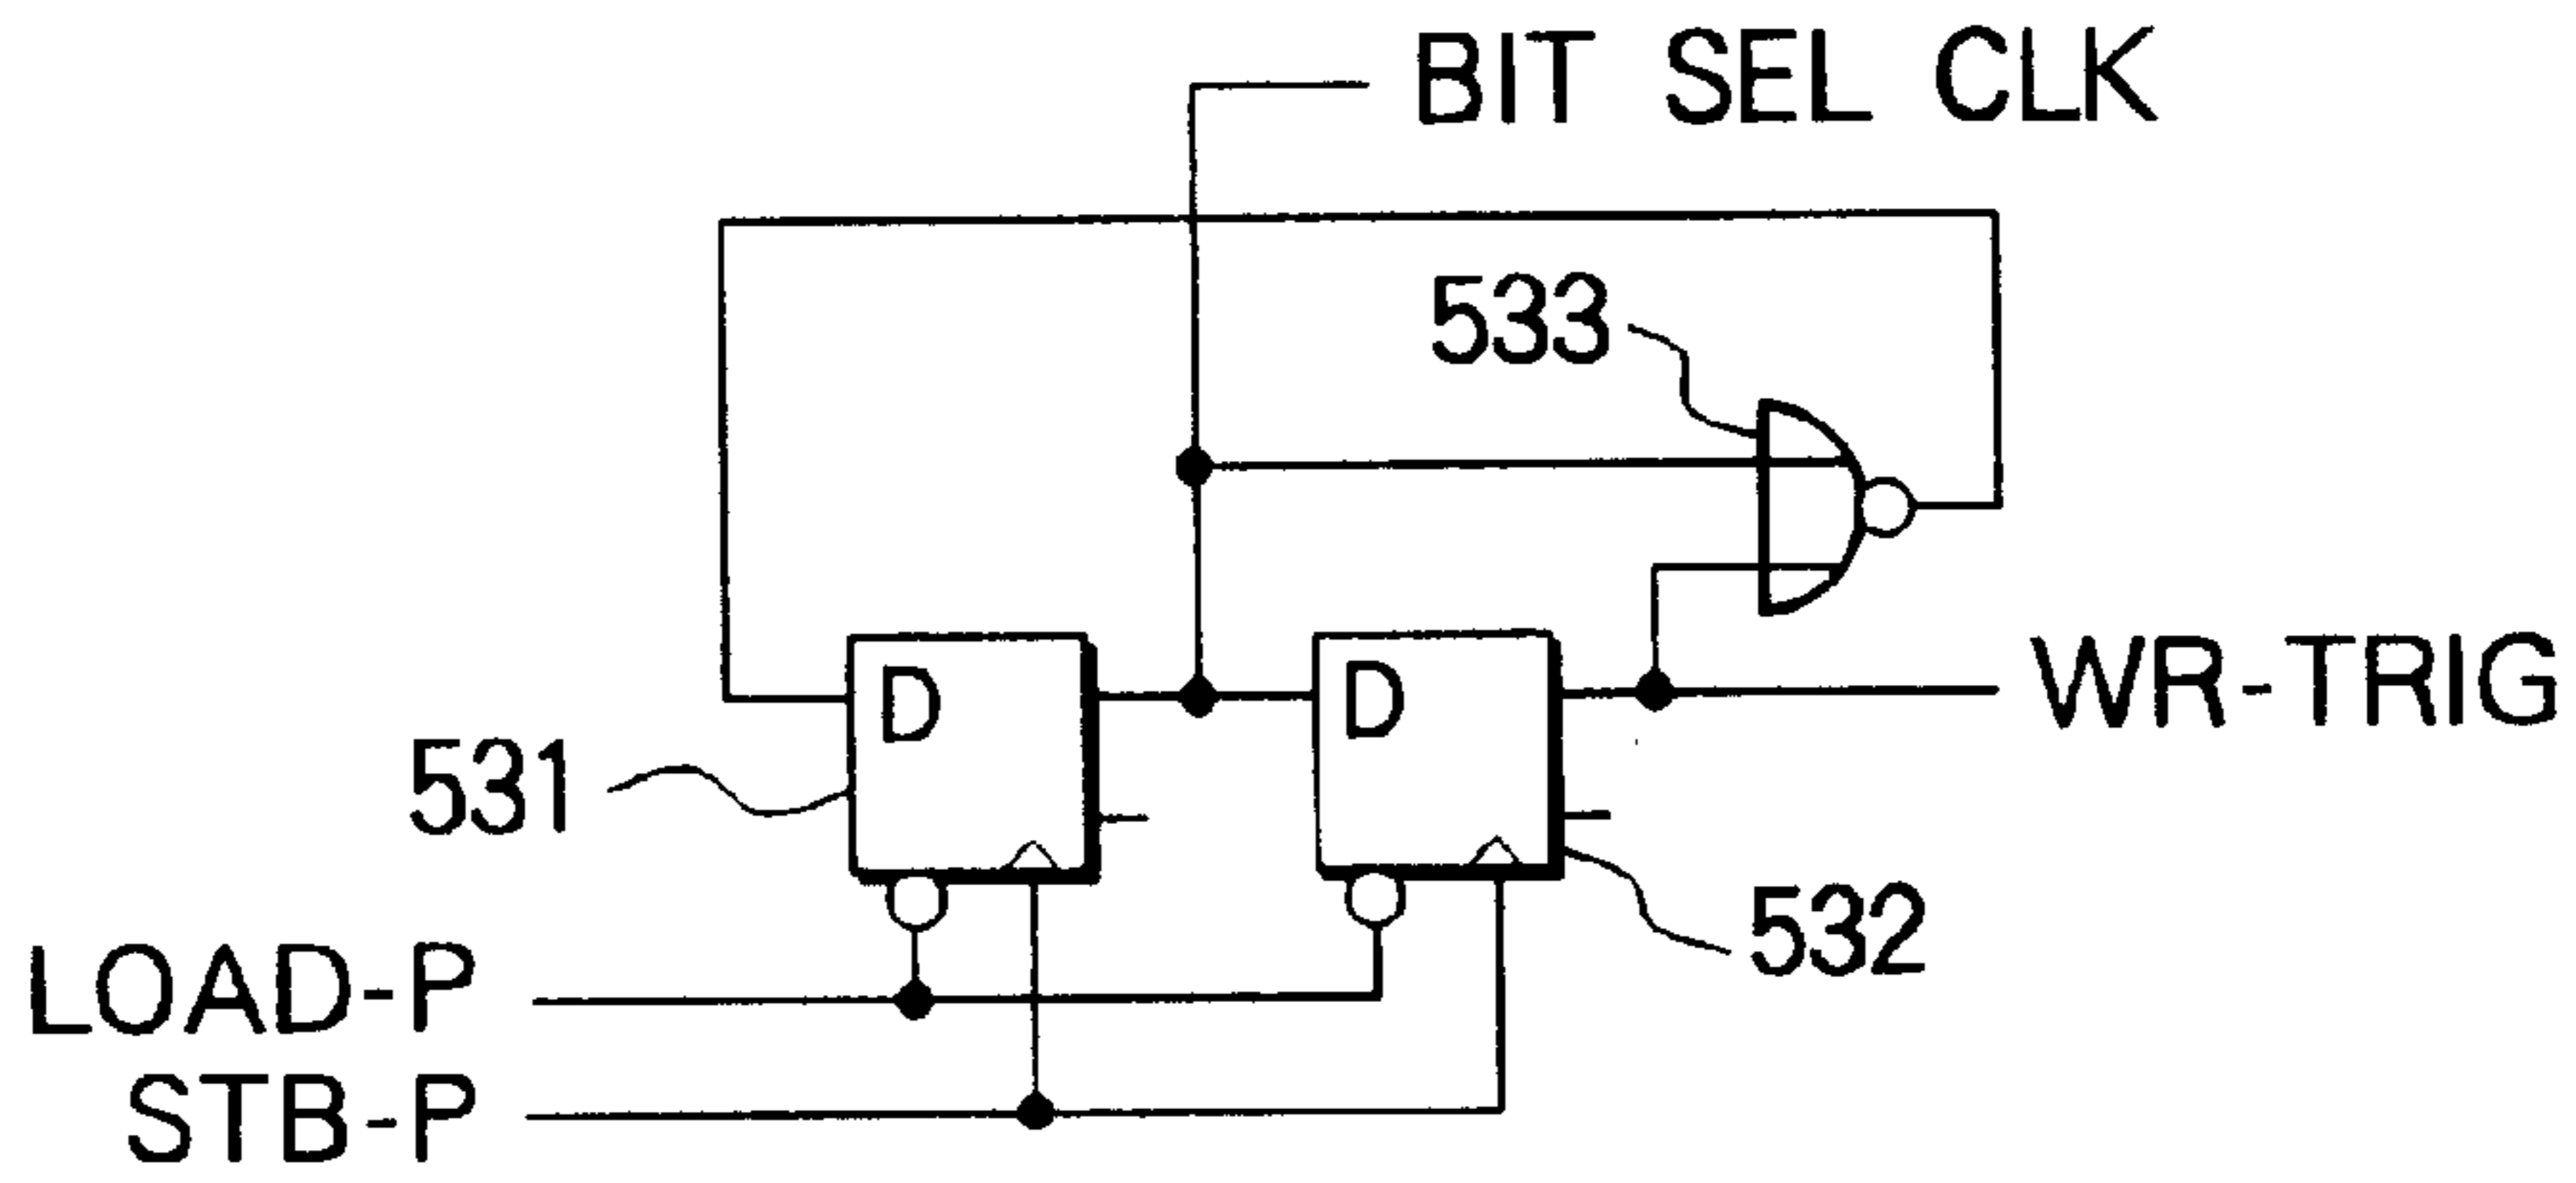 BIT SEL CLK
533
D
D
WR-TRIG
531
532
LOAD-P
STB-P